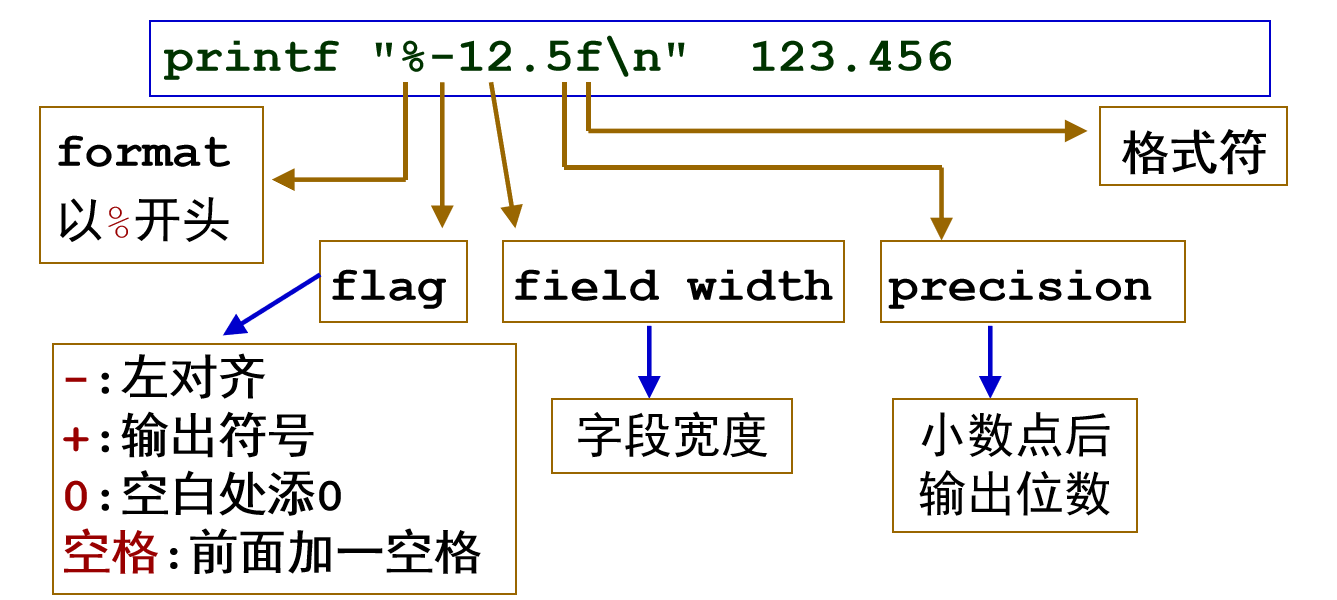 printf "%-12.5f\n" 123.456
format
以%开头
格式符
flag
field width
precision
-:左对齐
+:输出符号
0:空白处添0
空格:前面加一空格
字段宽度
小数点后
输出位数